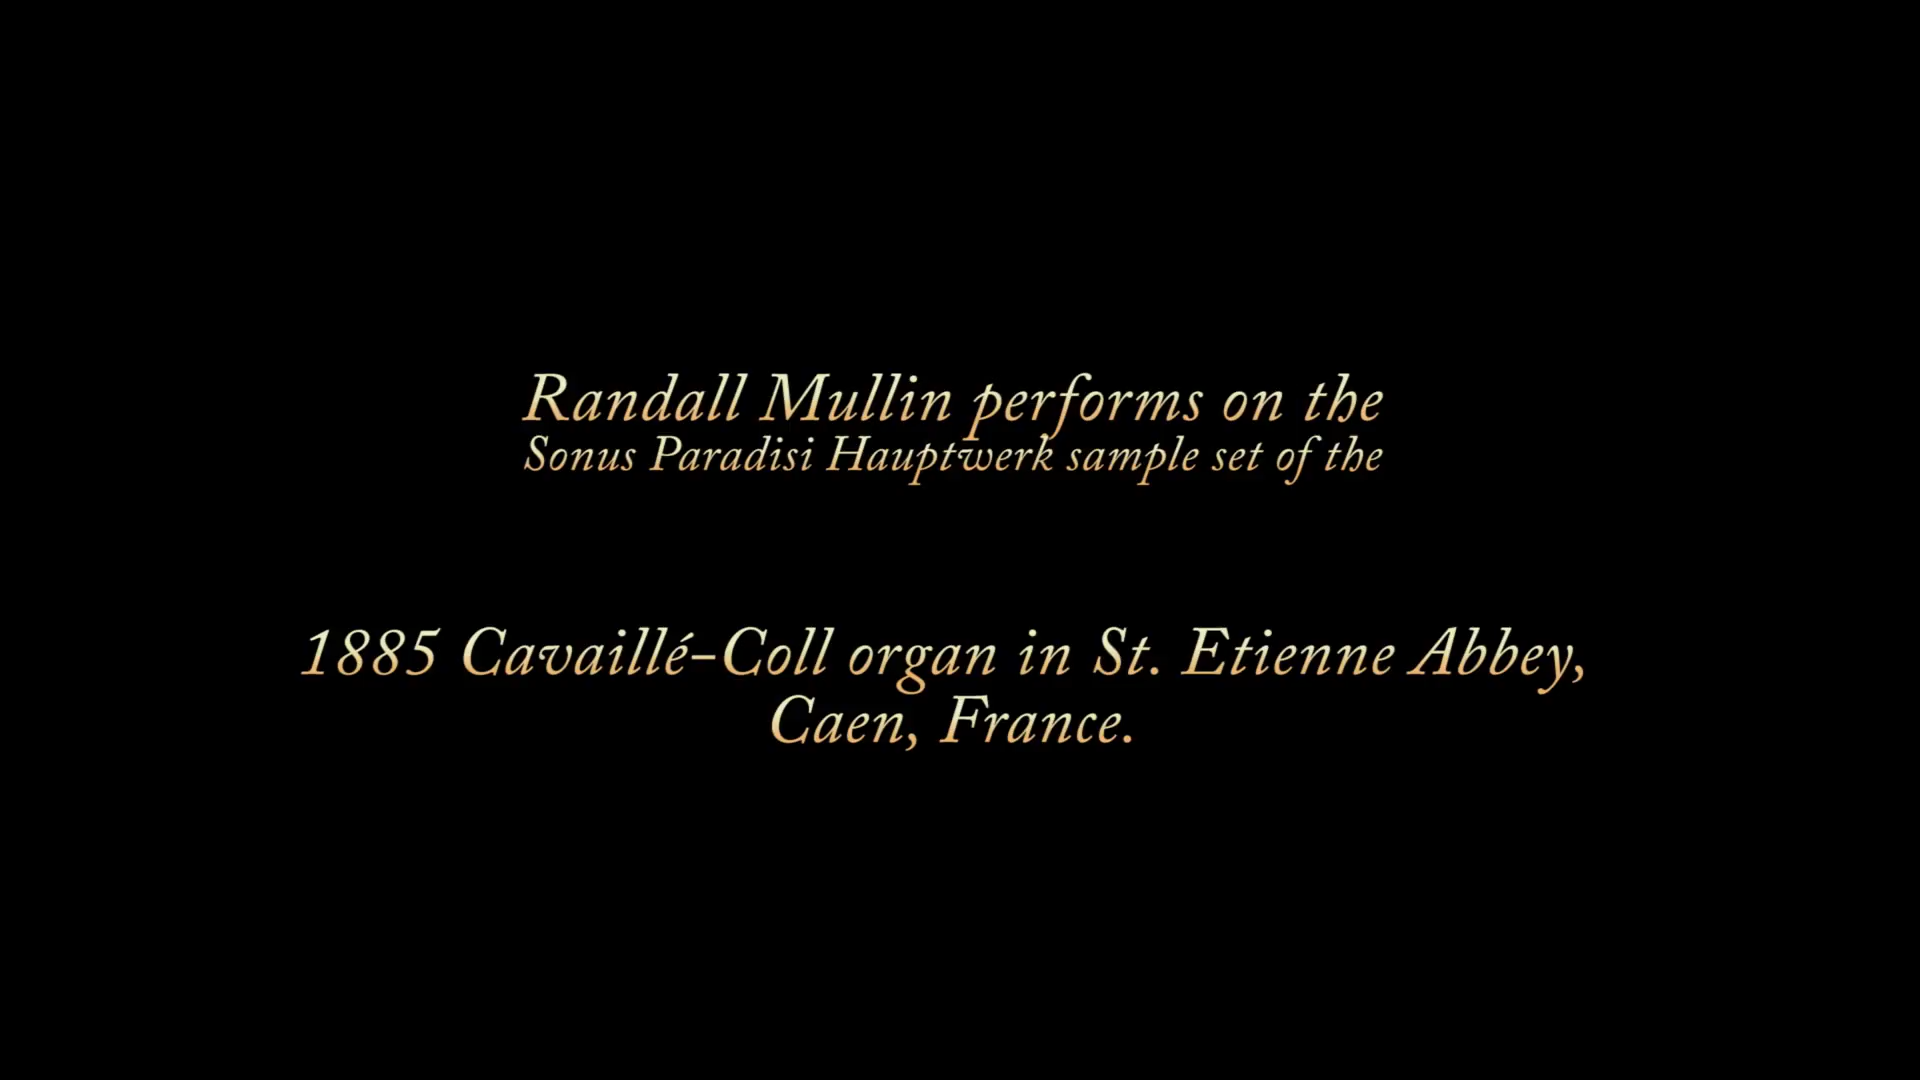 Randall Mullin performs on the
Sonus Paradisi Hauptwerk sample set of the
1885 Cavaillé-Coll organ in St. Etienne Abbey,
Caen, France.